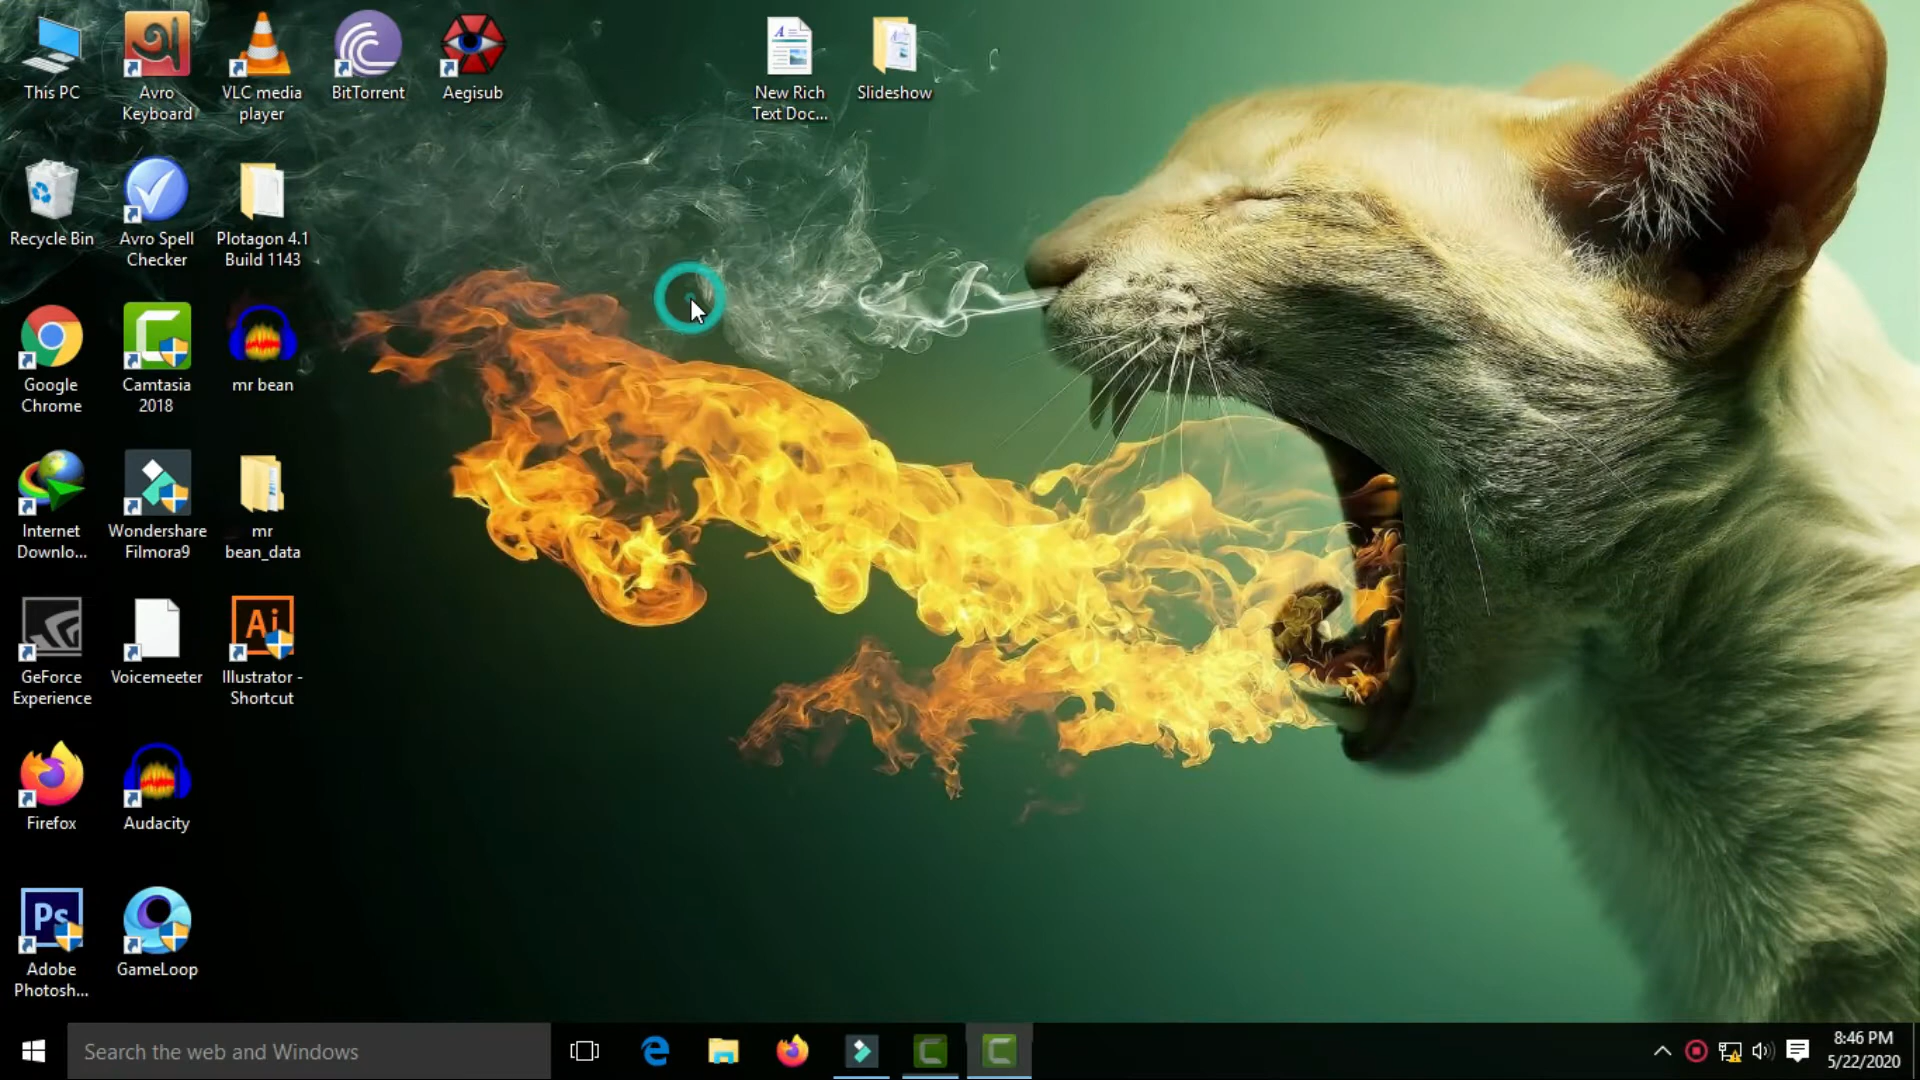 This PC
Avro
Keyboard
VLC media
player
BitTorrent
Aegisub
New Rich
Text Doc...
Slideshow
Recycle Bin
Avro Spell
Checker
Plotagon 4.1
Build 1143
Google
Chrome
Camtasia
2018
mr bean
Internet
Downlo...
Wondershare
Filmora9
mr
bean_data
GeForce
Experience
Voicemeeter
Ai
Illustrator -
Shortcut
Firefox
Audacity
Ps
Adobe
Photosh...
GameLoop
Search the web and Windows
8:46 PM
5/22/2020